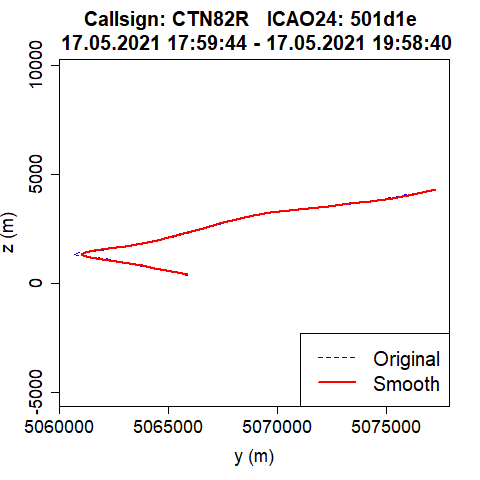 Callsign: CTN82R   ICAO24: 501d1e
17.05.2021 17:59:44 - 17.05.2021 19:58:40
10000
5000
0
-5000
z (m)
5060000 5065000 5070000 5075000
y (m)
Original
Smooth